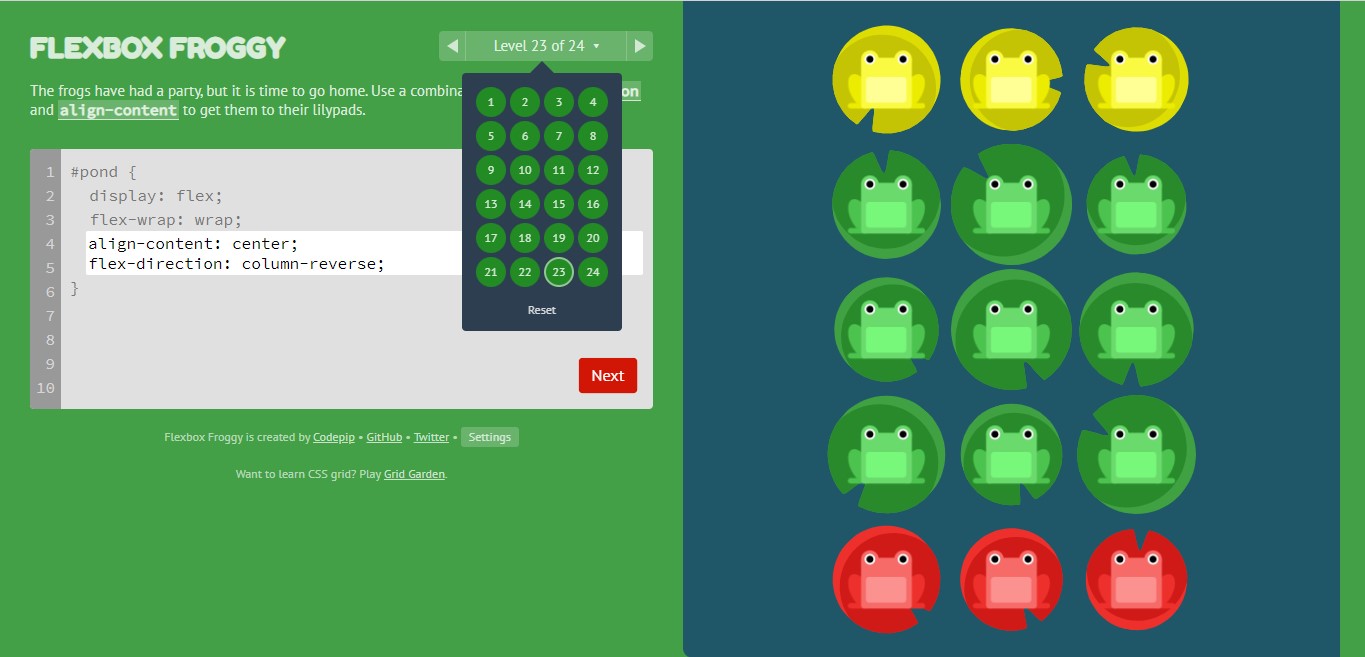 FLEXBOX FROGGY
Level 23 of 24
The frogs have had a party, but it is time to go home. Use a combina
on
and align-content to get them to their lilypads.
1 2 3 4
5 6 7 8
9 10 11 12
13 14 15 16
17 18 19 20
21 22 23 24
Reset
1 #pond {
2 display: flex;
3 flex-wrap: wrap;
4 align-content: center;
5 flex-direction: column-reverse;
6 }
7
8
9
10
Next
Flexbox Froggy is created by Codepip • GitHub • Twitter • Settings
Want to learn CSS grid? Play Grid Garden.